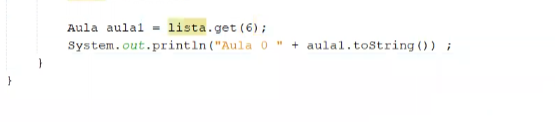 Aula aula1 = lista.get(6);
System.out.println("Aula 0 " + aula1.toString()) ;
}
}